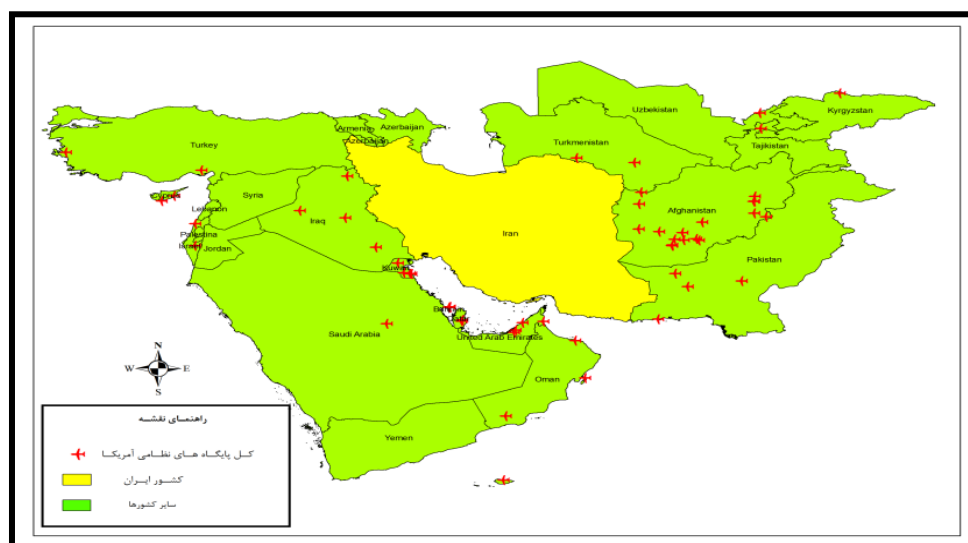 Uzbekistan
Kyrgyzstan
Armenia
Azerbaijan
Azerbaijan
Turkey
Turkmenistan
Tajikistan
Cyprus
Syria
Lebanon
Afghanistan
Iraq
Palestina
Iran
Israel
Jordan
Pakistan
Kuwait
Bahrain
Qatar
Saudi Arabia
United Arab Emirates
Oman
Yemen
N
W
E
S
راهنمای نقشه
کل پایگاه های نظامی آمریکا
کشور ایران
سایر کشورها